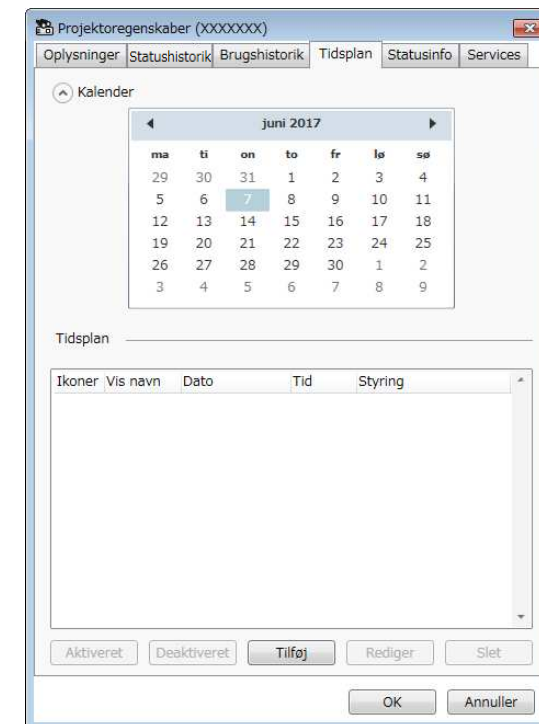 Projektoregenskaber (XXXXXXX)
Oplysninger Statushistorik Brugshistorik Tidsplan Statusinfo Services
Kalender
juni 2017
ma ti on to fr lø sø
29 30 31 1 2 3 4
5 6 7 8 9 10 11
12 13 14 15 16 17 18
19 20 21 22 23 24 25
26 27 28 29 30 1 2
3 4 5 6 7 8 9
Tidsplan
Ikoner Vis navn Dato Tid Styring
Aktiveret Deaktiveret Tilføj Rediger Slet
OK Annuller